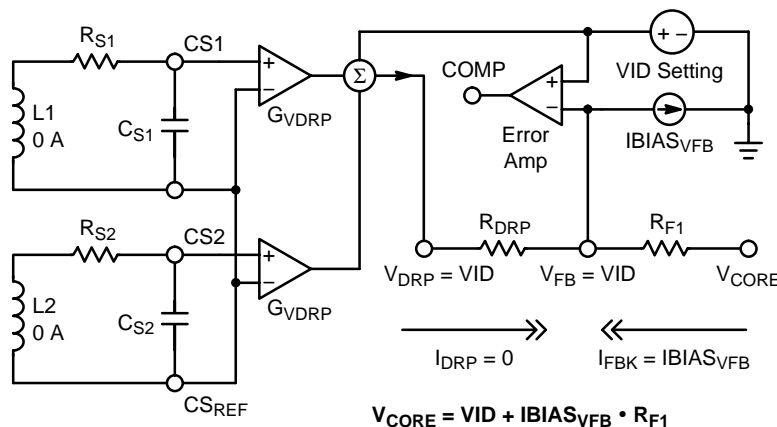 R_S1
CS1
L1
0 A
C_S1
+
−
G_VDRP
Σ
COMP
+
−
Error
Amp
+ −
VID Setting
IBIAS_VFB
R_S2
CS2
L2
0 A
C_S2
+
−
G_VDRP
CS_REF
R_DRP
R_F1
V_DRP = VID
V_FB = VID
V_CORE
I_DRP = 0
I_FBK = IBIAS_VFB
V_CORE = VID + IBIAS_VFB • R_F1